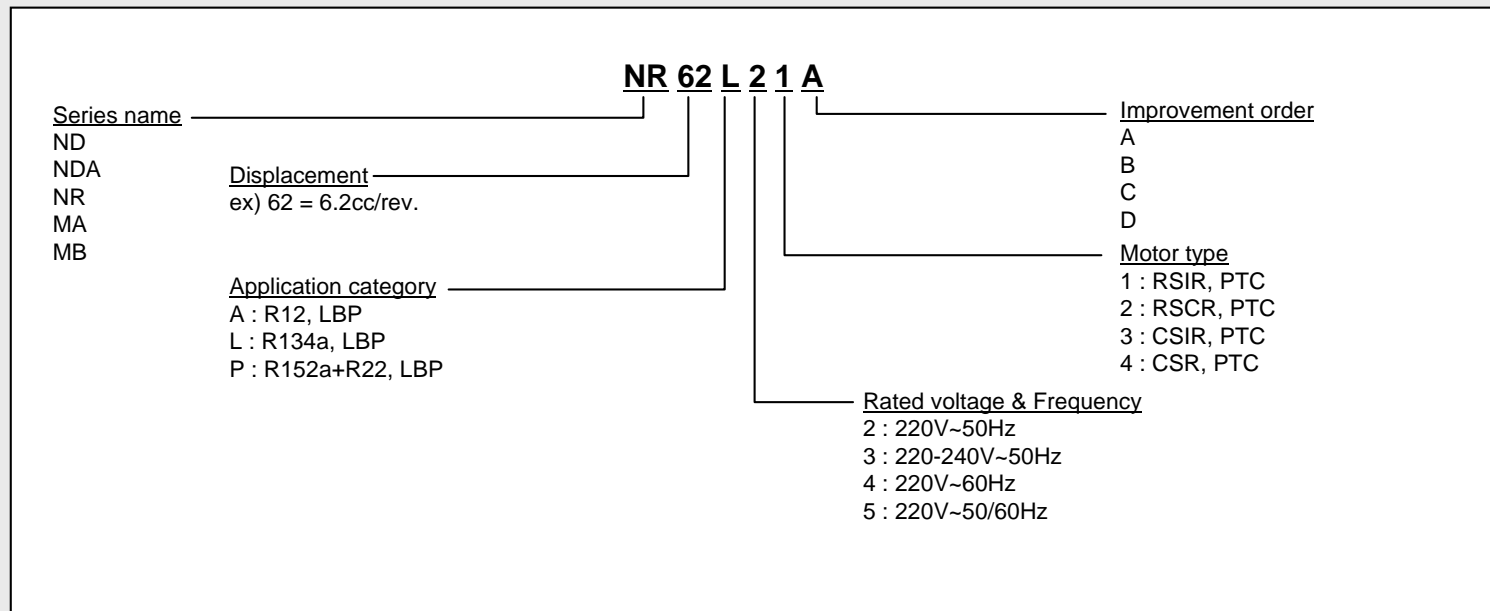 NR 62 L 2 1 A
Series name
ND
NDA
NR
MA
MB
Displacement
ex) 62 = 6.2cc/rev.
Application category
A : R12, LBP
L : R134a, LBP
P : R152a+R22, LBP
Improvement order
A
B
C
D
Motor type
1 : RSIR, PTC
2 : RSCR, PTC
3 : CSIR, PTC
4 : CSR, PTC
Rated voltage & Frequency
2 : 220V~50Hz
3 : 220-240V~50Hz
4 : 220V~60Hz
5 : 220V~50/60Hz